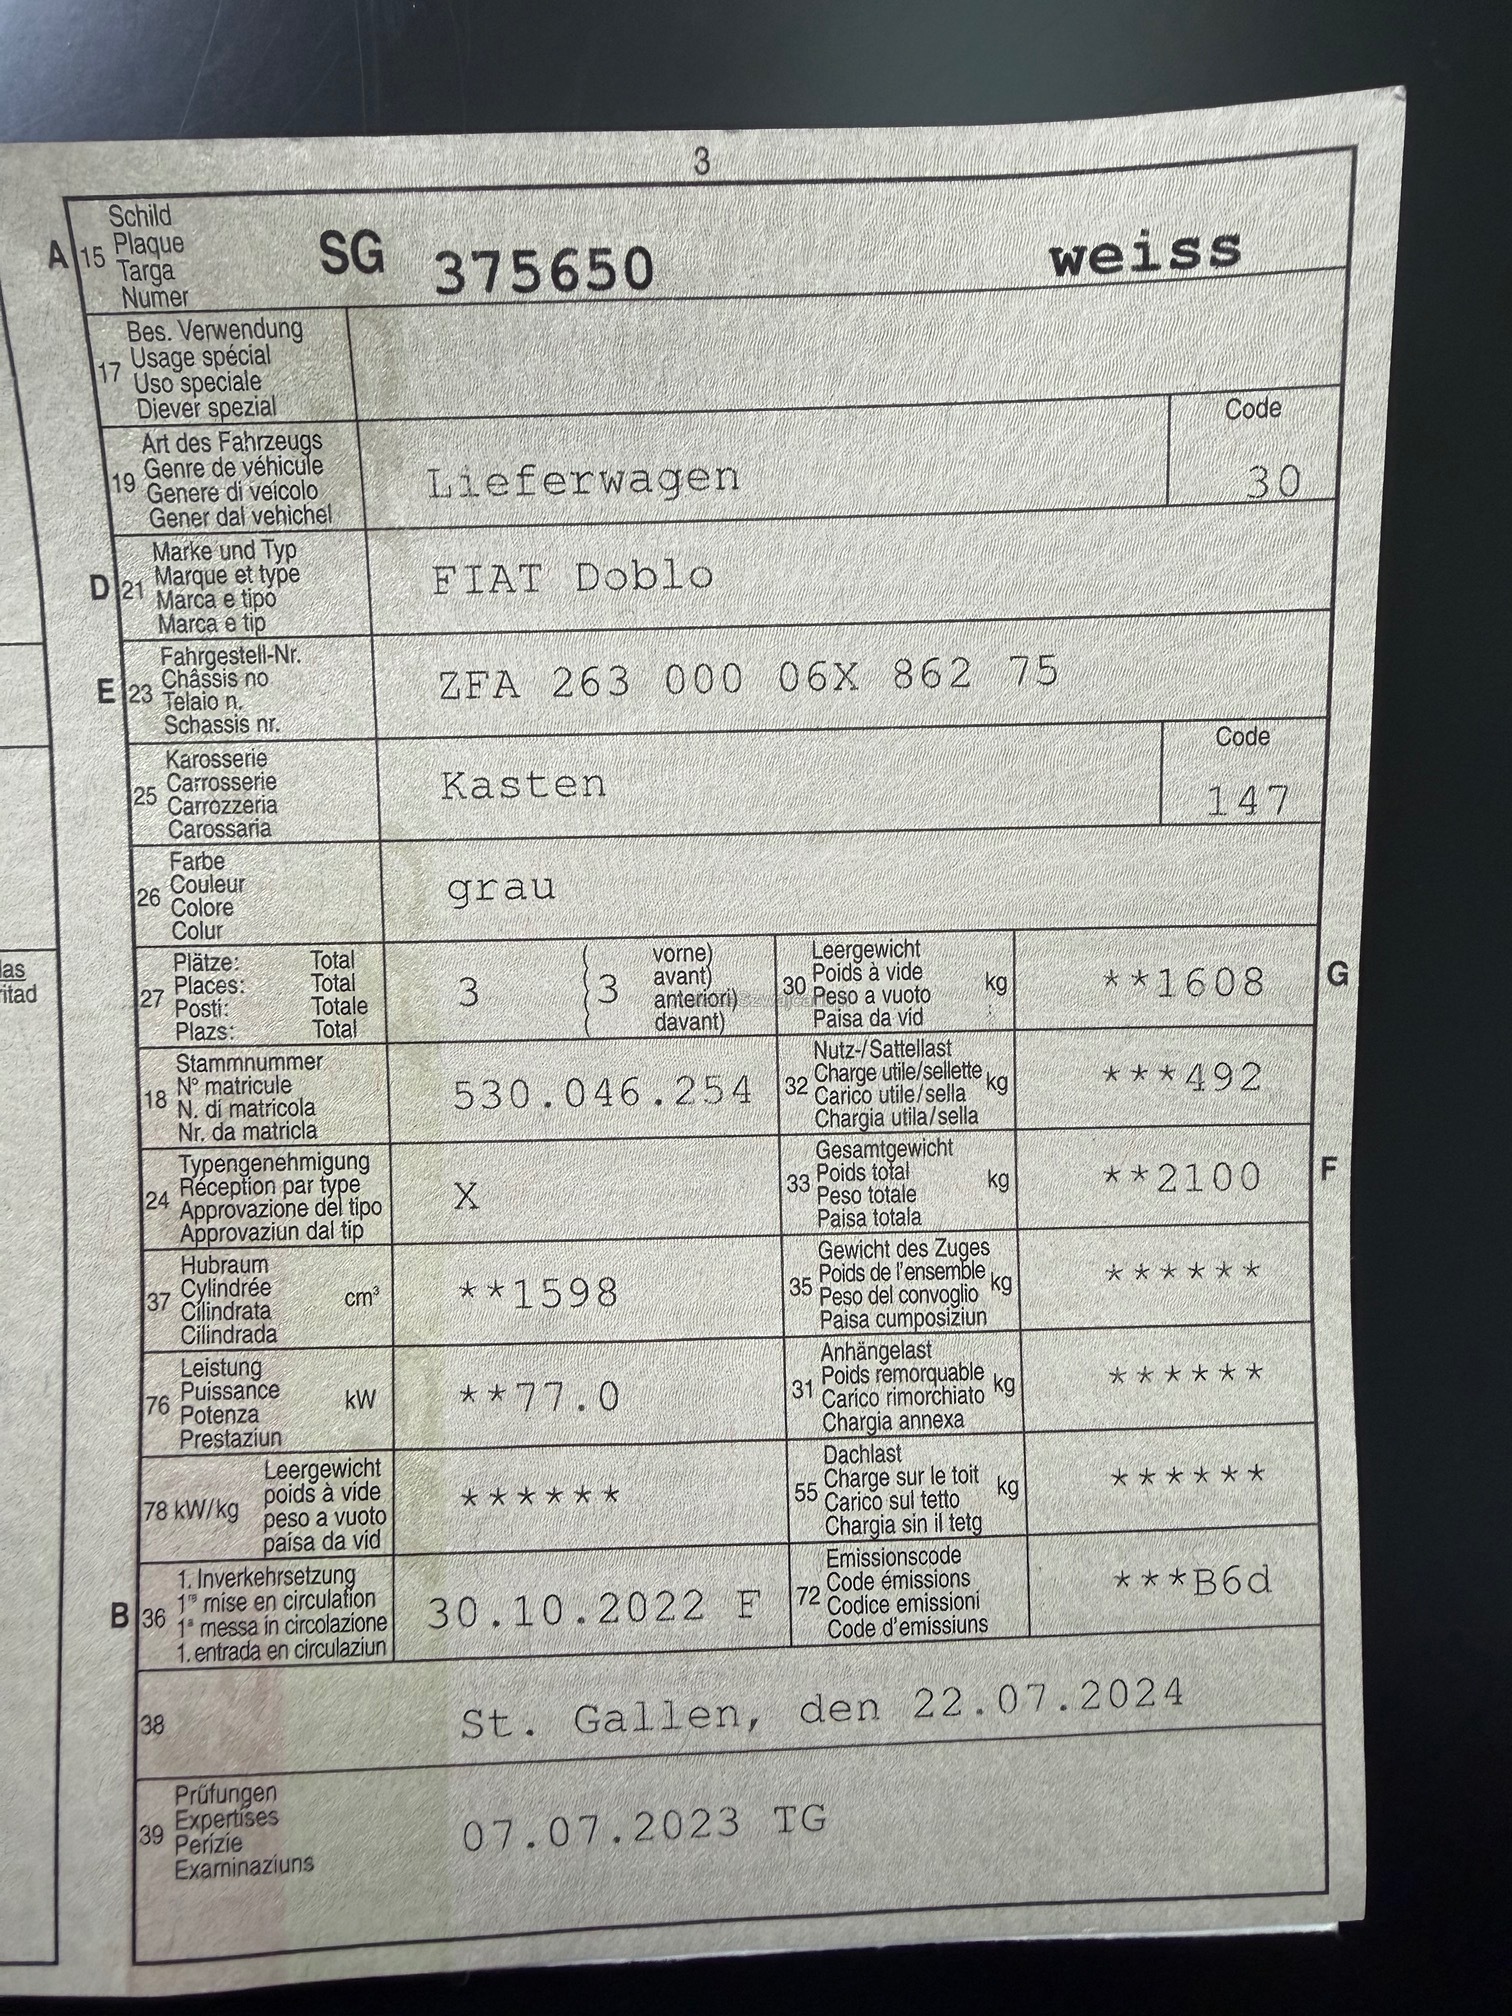 3
A 15 Schild
Plaque
Targa
Numer
SG 375650 weiss
17 Bes. Verwendung
Usage spécial
Uso speciale
Diever spezial
19 Art des Fahrzeugs
Genre de véhicule
Genere di veicolo
Gener dal vehichel
Lieferwagen
Code
30
D 21 Marke und Typ
Marque et type
Marca e tipo
Marca e tip
FIAT Doblo
E 23 Fahrgestell-Nr.
Châssis no
Telaio n.
Schassis nr.
ZFA 263 000 06X 862 75
25 Karosserie
Carrosserie
Carrozzeria
Carossaria
Kasten
Code
147
26 Farbe
Couleur
Colore
Colur
grau
las
ritad
27 Plätze: Total
Places: Total
Posti: Totale
Plazs: Total
3
3
vorne)
avant)
anteriori)
davant)
30 Leergewicht
Poids à vide
Peso a vuoto
Paisa da vid
kg
**1608
G
18 Stammnummer
N° matricule
N. di matricola
Nr. da matricla
530.046.254
32 Nutz-/Sattellast
Charge utile/sellette
Carico utile/sella
Chargia utila/sella
kg
***492
24 Typengenehmigung
Réception par type
Approvazione del tipo
Approvaziun dal tip
X
33 Gesamtgewicht
Poids total
Peso totale
Paisa totala
kg
**2100
F
37 Hubraum
Cylindrée
Cilindrata
Cilindrada
cm³
**1598
35 Gewicht des Zuges
Poids de l'ensemble
Peso del convoglio
Paisa cumposiziun
kg
******
76 Leistung
Puissance
Potenza
Prestaziun
kW
**77.0
31 Anhängelast
Poids remorquable
Carico rimorchiato
Chargia annexa
kg
******
78 kW/kg
Leergewicht
poids à vide
peso a vuoto
paisa da vid
******
55 Dachlast
Charge sur le toit
Carico sul tetto
Chargia sin il tetg
kg
******
B 36 1. Inverkehrsetzung
1re mise en circulation
1a messa in circolazione
1. entrada en circulaziun
30.10.2022 F
72 Emissionscode
Code émissions
Codice emissioni
Code d'emissiuns
***B6d
38
St. Gallen, den 22.07.2024
39 Prüfungen
Expertises
Perizie
Examinaziuns
07.07.2023 TG